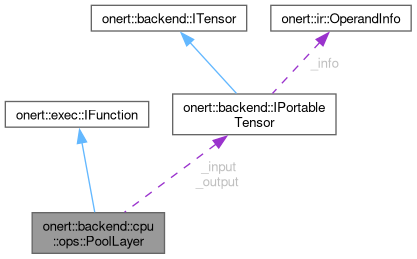 onert::backend::ITensor
onert::ir::OperandInfo
_info
onert::exec::IFunction
onert::backend::IPortable
Tensor
_input
_output
onert::backend::cpu
::ops::PoolLayer